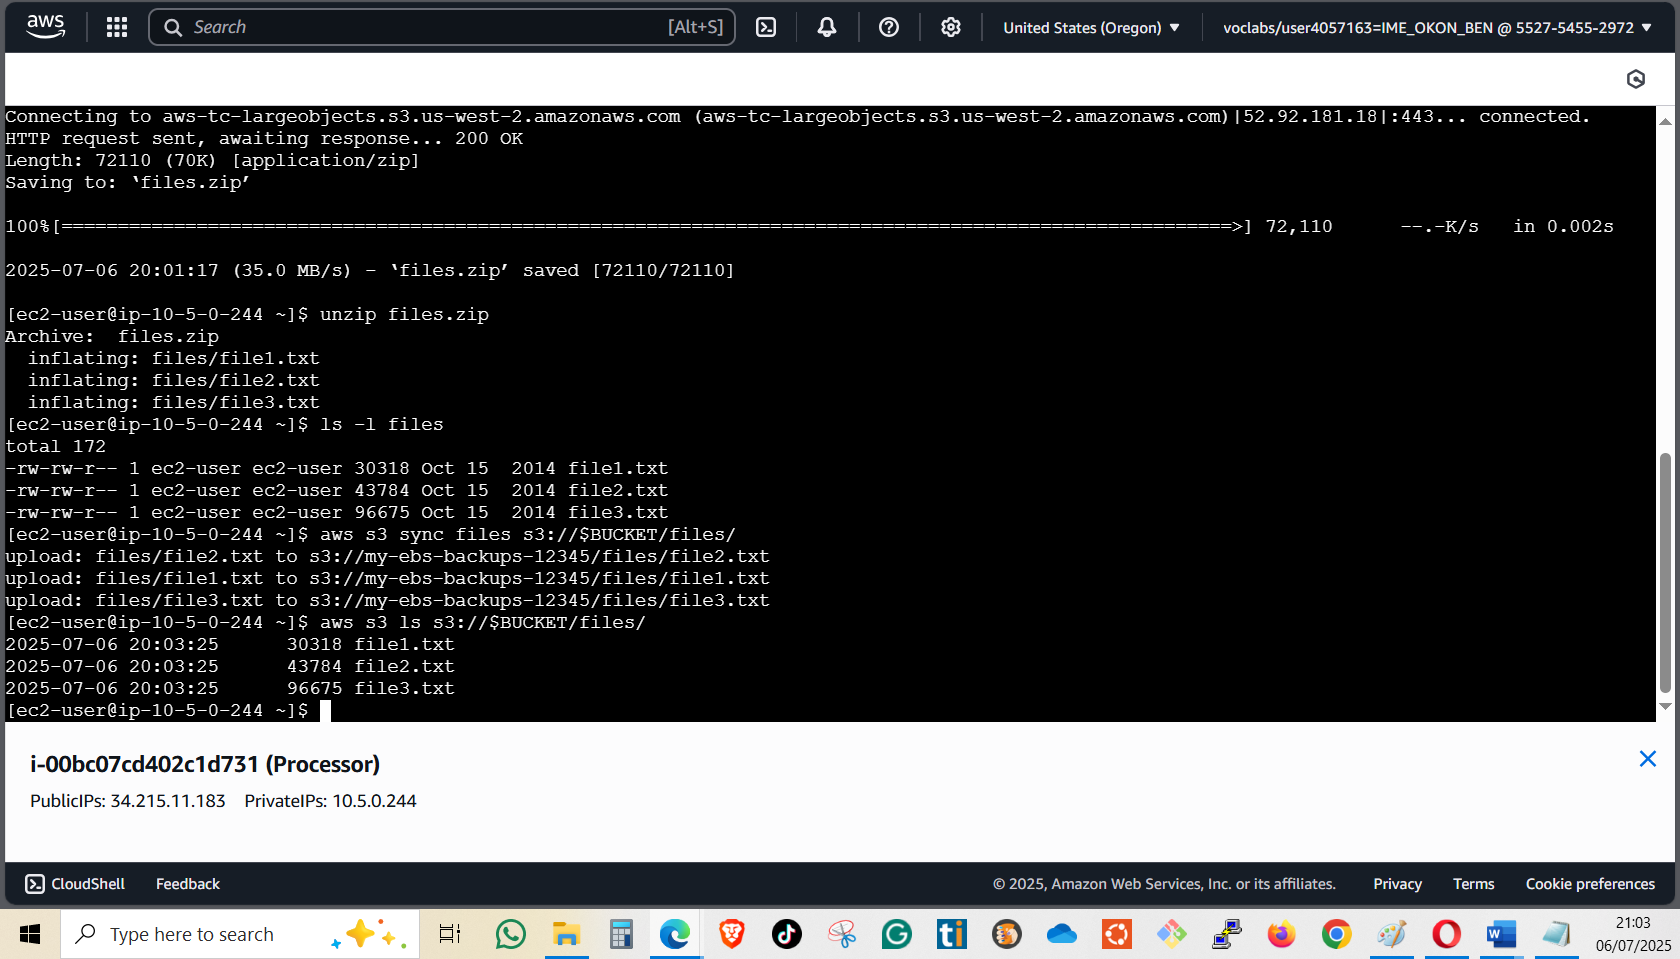 aws
Search [Alt+S] United States (Oregon) voclabs/user4057163=IME_OKON_BEN @ 5527-5455-2972
Connecting to aws-tc-largeobjects.s3.us-west-2.amazonaws.com (aws-tc-largeobjects.s3.us-west-2.amazonaws.com)|52.92.181.18|:443... connected.
HTTP request sent, awaiting response... 200 OK
Length: 72110 (70K) [application/zip]
Saving to: ‘files.zip’
100%[========================================================================================================>] 72,110      --.-K/s   in 0.002s
2025-07-06 20:01:17 (35.0 MB/s) - ‘files.zip’ saved [72110/72110]
[ec2-user@ip-10-5-0-244 ~]$ unzip files.zip
Archive:  files.zip
  inflating: files/file1.txt
  inflating: files/file2.txt
  inflating: files/file3.txt
[ec2-user@ip-10-5-0-244 ~]$ ls -l files
total 172
-rw-rw-r-- 1 ec2-user ec2-user 30318 Oct 15  2014 file1.txt
-rw-rw-r-- 1 ec2-user ec2-user 43784 Oct 15  2014 file2.txt
-rw-rw-r-- 1 ec2-user ec2-user 96675 Oct 15  2014 file3.txt
[ec2-user@ip-10-5-0-244 ~]$ aws s3 sync files s3://$BUCKET/files/
upload: files/file2.txt to s3://my-ebs-backups-12345/files/file2.txt
upload: files/file1.txt to s3://my-ebs-backups-12345/files/file1.txt
upload: files/file3.txt to s3://my-ebs-backups-12345/files/file3.txt
[ec2-user@ip-10-5-0-244 ~]$ aws s3 ls s3://$BUCKET/files/
2025-07-06 20:03:25      30318 file1.txt
2025-07-06 20:03:25      43784 file2.txt
2025-07-06 20:03:25      96675 file3.txt
[ec2-user@ip-10-5-0-244 ~]$
i-00bc07cd402c1d731 (Processor)
PublicIPs: 34.215.11.183 PrivateIPs: 10.5.0.244
CloudShell Feedback © 2025, Amazon Web Services, Inc. or its affiliates. Privacy Terms Cookie preferences
Type here to search
21:03
06/07/2025